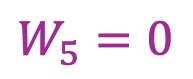 W₅ = 0